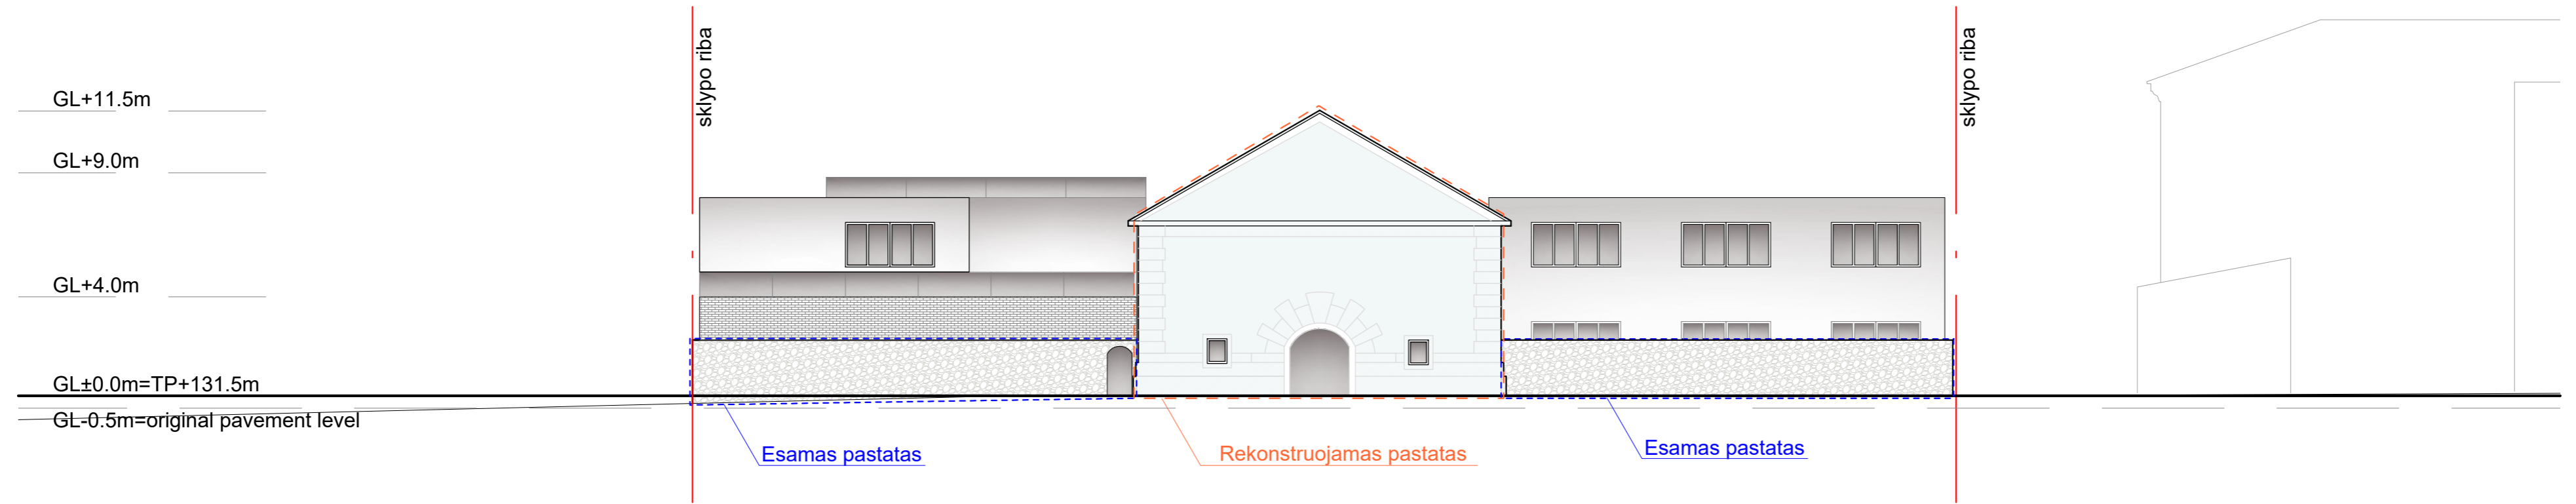 sklypo riba
sklypo riba
GL+11.5m
GL+9.0m
GL+4.0m
GL±0.0m=TP+131.5m
GL-0.5m=original pavement level
Esamas pastatas
Rekonstruojamas pastatas
Esamas pastatas